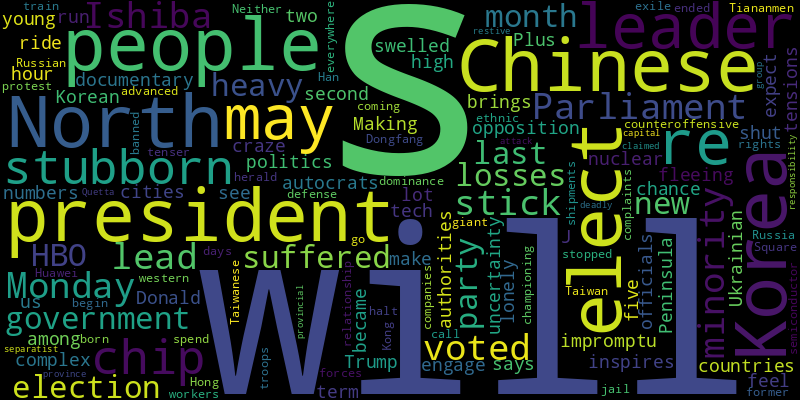 train
Neither
exile
ended
Tiananmen
young
run
Ishiba
two
month
leader
Russian
ride
people
everywhere
swelled
S
Plus
restive
hour
documentary
Han
high
Chinese
group
protest
Korean
advanced
heavy
second
brings
Parliament
expect
tensions
North
may
coming
Making
ethnic
counteroffensive
banned
craze
Dongfang
opposition
capital
re
shut
tenser
politics
last
claimed
rights
stubborn
attack
nuclear
fleeing
numbers
Quetta
cities
herald
autocrats
dominance
losses
elect
deadly
chance
responsibility
see
defense
lot
stick
shipments
new
president
go
tech
giant
J
complaints
minority
Korea
HBO
lead
suffered
make
authorities
party
uncertainty
championing
stopped
officials
Peninsula
Ukrainian
Russia
Square
Huawei
days
Will
Monday
western
Taiwanese
relationship
companies
lonely
Taiwan
five
semiconductor
us
begin
Donald
provincial
became
halt
government
forces
Kong
call
voted
impromptu
among
born
spend
chip
separatist
complex
troops
Trump
engage
says
inspires
countries
province
Hong
feel
election
workers
term
jail
former